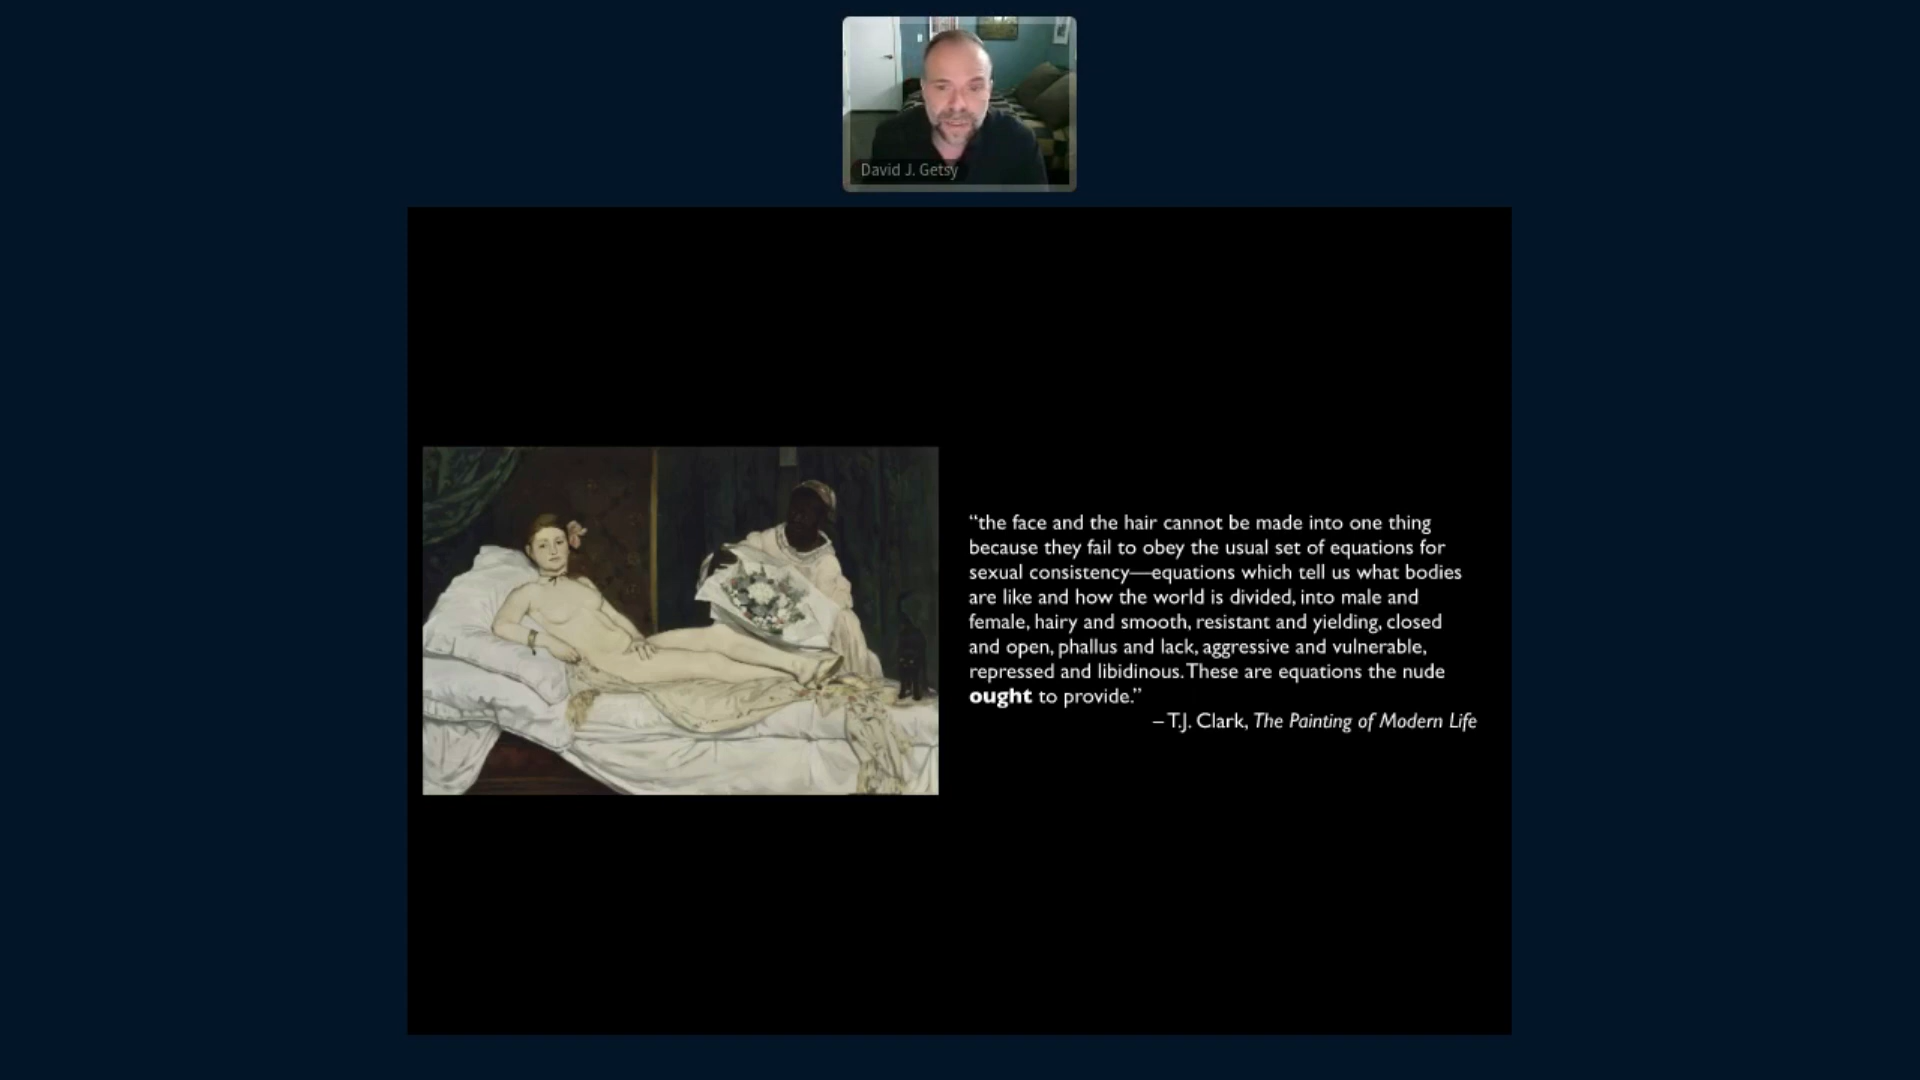 David J. Getsy
“the face and the hair cannot be made into one thing
because they fail to obey the usual set of equations for
sexual consistency—equations which tell us what bodies
are like and how the world is divided, into male and
female, hairy and smooth, resistant and yielding, closed
and open, phallus and lack, aggressive and vulnerable,
repressed and libidinous. These are equations the nude
ought to provide.”
– T.J. Clark, The Painting of Modern Life